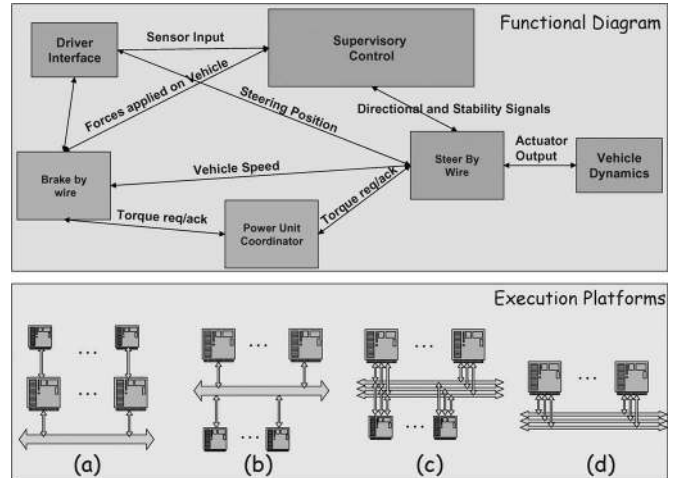 Functional Diagram
Driver
Interface
Sensor Input
Supervisory
Control
Forces applied on Vehicle
Steering Position
Directional and Stability Signals
Brake by
wire
Vehicle Speed
Steer By
Wire
Actuator
Output
Vehicle
Dynamics
Torque req/ack
Power Unit
Coordinator
Torque req/ack
Execution Platforms
...
...
...
...
...
...
(a)
(b)
(c)
(d)